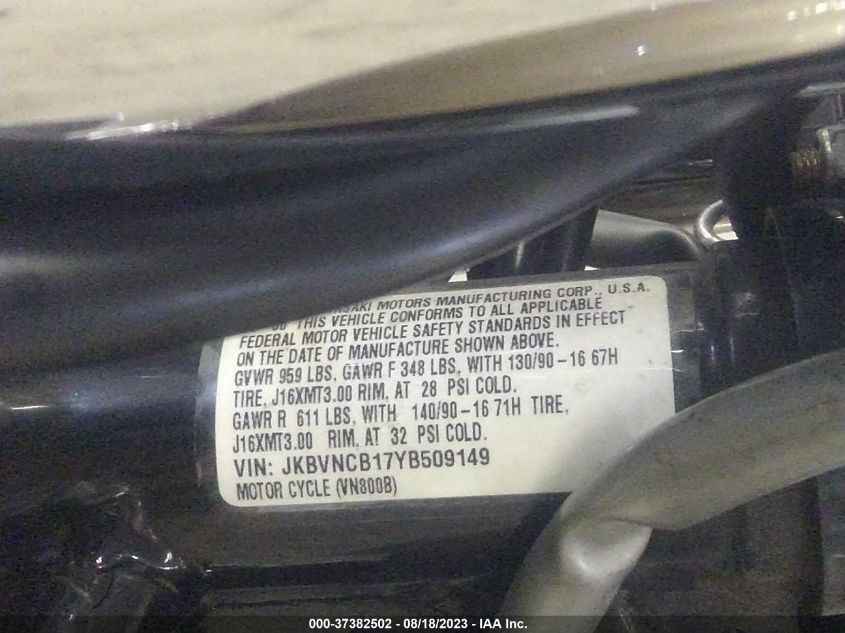 MOTORS MANUFACTURING CORP., U.S.A.
THIS VEHICLE CONFORMS TO ALL APPLICABLE
FEDERAL MOTOR VEHICLE SAFETY STANDARDS IN EFFECT
ON THE DATE OF MANUFACTURE SHOWN ABOVE.
GVWR 959 LBS, GAWR F 348 LBS, WITH 130/90-16 67H
TIRE, J16XMT3.00 RIM, AT 28 PSI COLD.
GAWR R 611 LBS, WITH 140/90-16 71H TIRE,
J16XMT3.00 RIM, AT 32 PSI COLD.
VIN: JKBVNCB17YB509149
MOTOR CYCLE (VN800B)
000-37382502 - 08/18/2023 - IAA Inc.